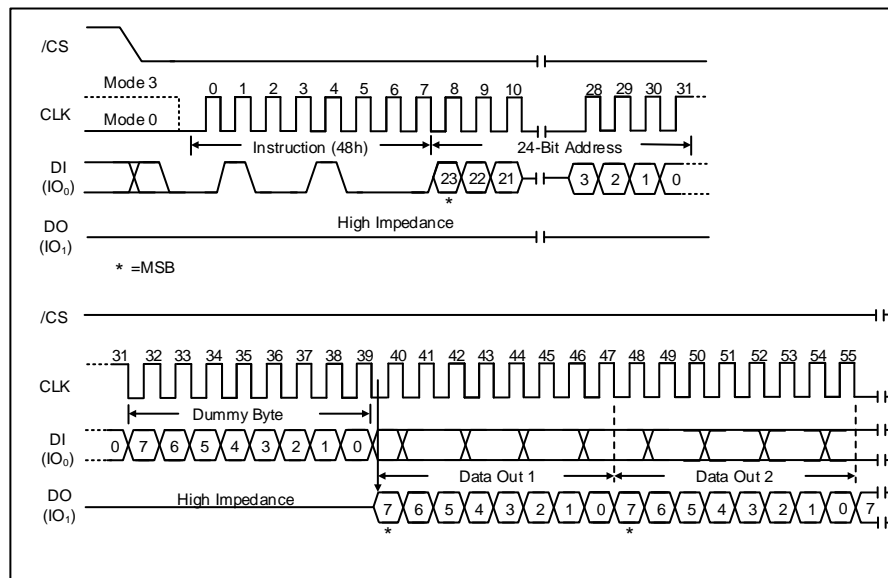 /CS
Mode 3
0 1 2 3 4 5 6 7 8 9 10 28 29 30 31
CLK
Mode 0
Instruction (48h) 24-Bit Address
DI
(IO0)
23 22 21 3 2 1 0
*
DO
(IO1)
High Impedance
* =MSB
/CS
31 32 33 34 35 36 37 38 39 40 41 42 43 44 45 46 47 48 49 50 51 52 53 54 55
CLK
Dummy Byte
DI
(IO0)
0 7 6 5 4 3 2 1 0
Data Out 1 Data Out 2
DO
(IO1)
High Impedance
7 6 5 4 3 2 1 0 7 6 5 4 3 2 1 0 7
* *